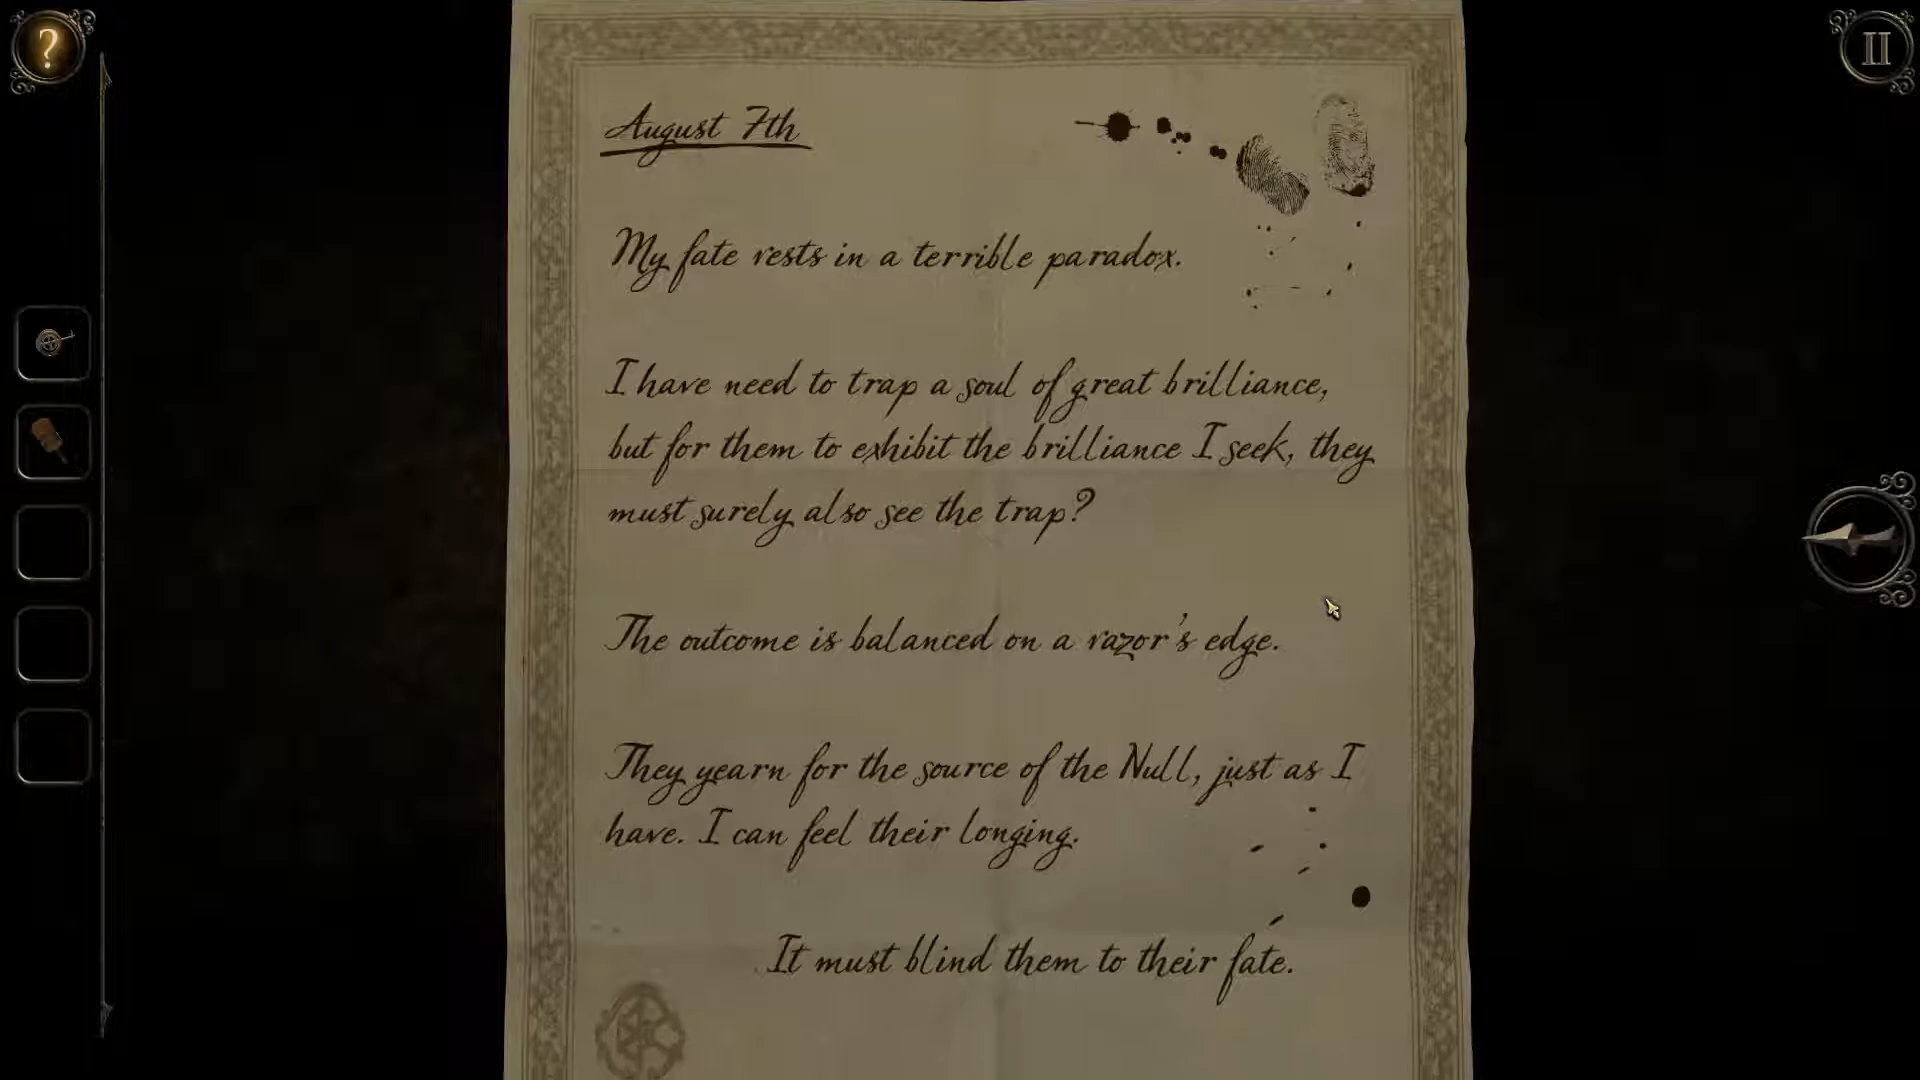 ?
II
August 7th
My fate rests in a terrible paradox.
I have need to trap a soul of great brilliance,
but for them to exhibit the brilliance I seek, they
must surely also see the trap?
The outcome is balanced on a razor's edge.
They yearn for the source of the Null, just as I
have. I can feel their longing.
It must blind them to their fate.